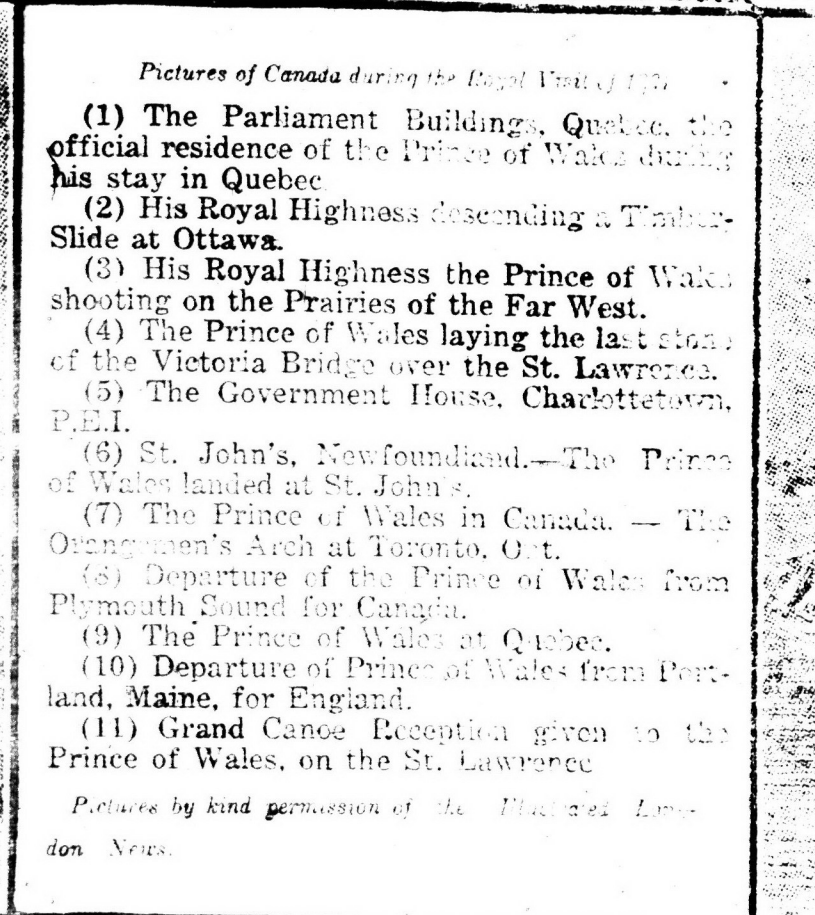 Pictures of Canada during the Royal Visit of
(1) The Parliament Buildings, Quebec, the
official residence of the Prince of Wales during
his stay in Quebec
(2) His Royal Highness descending a Timber-
Slide at Ottawa.
(3) His Royal Highness the Prince of Wales
shooting on the Prairies of the Far West.
(4) The Prince of Wales laying the last stone
of the Victoria Bridge over the St. Lawrence.
(5) The Government House, Charlottetown,
P.E.I.
(6) St. John's, Newfoundland.—The Prince
of Wales landed at St. John's.
(7) The Prince of Wales in Canada. — The
Orangemen's Arch at Toronto, Ont.
(8) Departure of the Prince of Wales from
Plymouth Sound for Canada.
(9) The Prince of Wales at Quebec.
(10) Departure of Prince of Wales from Port-
land, Maine, for England.
(11) Grand Canoe Reception given to the
Prince of Wales, on the St. Lawrence
Pictures by kind permission of the Illustrated Lon-
don News.